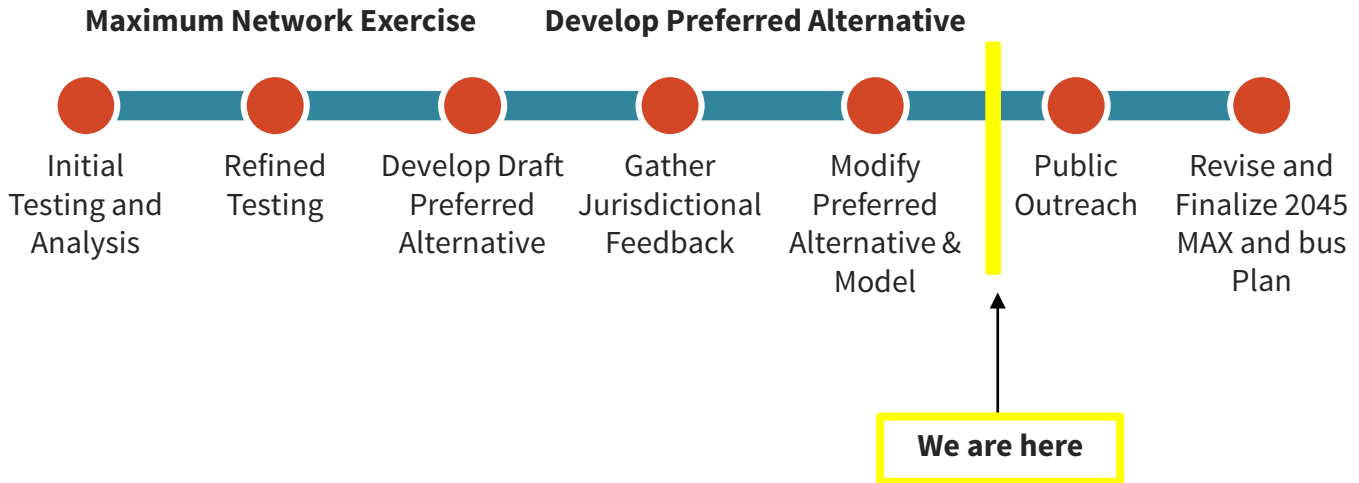 Maximum Network Exercise
Develop Preferred Alternative
Initial
Testing and
Analysis
Refined
Testing
Develop Draft
Preferred
Alternative
Gather
Jurisdictional
Feedback
Modify
Preferred
Alternative &
Model
Public
Outreach
Revise and
Finalize 2045
MAX and bus
Plan
We are here